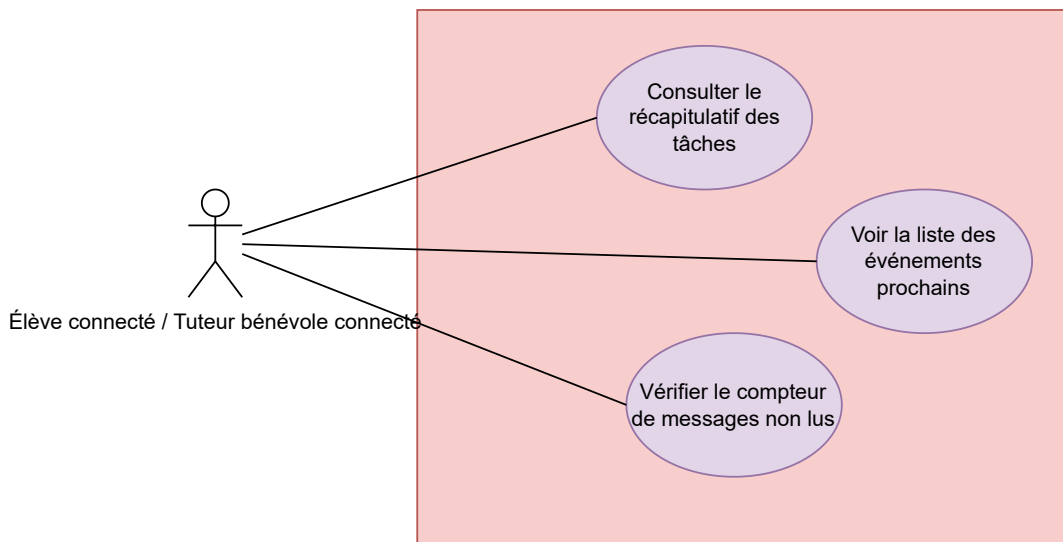 Consulter le
récapitulatif des
tâches
Voir la liste des
événements
prochains
Élève connecté / Tuteur bénévole connecté
Vérifier le compteur
de messages non lus